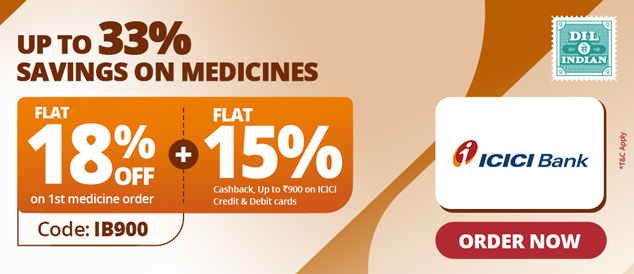 UP TO 33%
SAVINGS ON MEDICINES
FLAT
18% OFF
on 1st medicine order
+
FLAT
15%
Cashback, Up to ₹900 on ICICI
Credit & Debit cards
Code: IB900
DIL
INDIAN
ICICI Bank
ORDER NOW
*T&C Apply